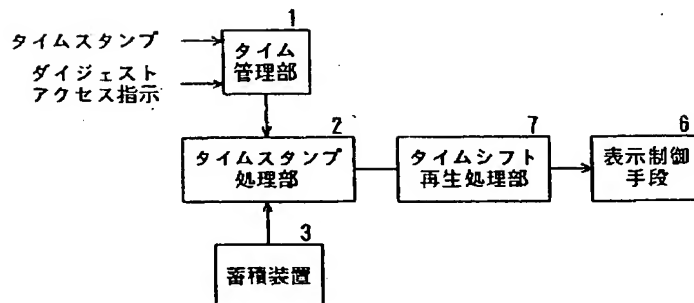 1
タイムスタンプ
タイム
管理部
ダイジェスト
アクセス指示
2
タイムスタンプ
処理部
7
タイムシフト
再生処理部
6
表示制御
手段
3
蓄積装置